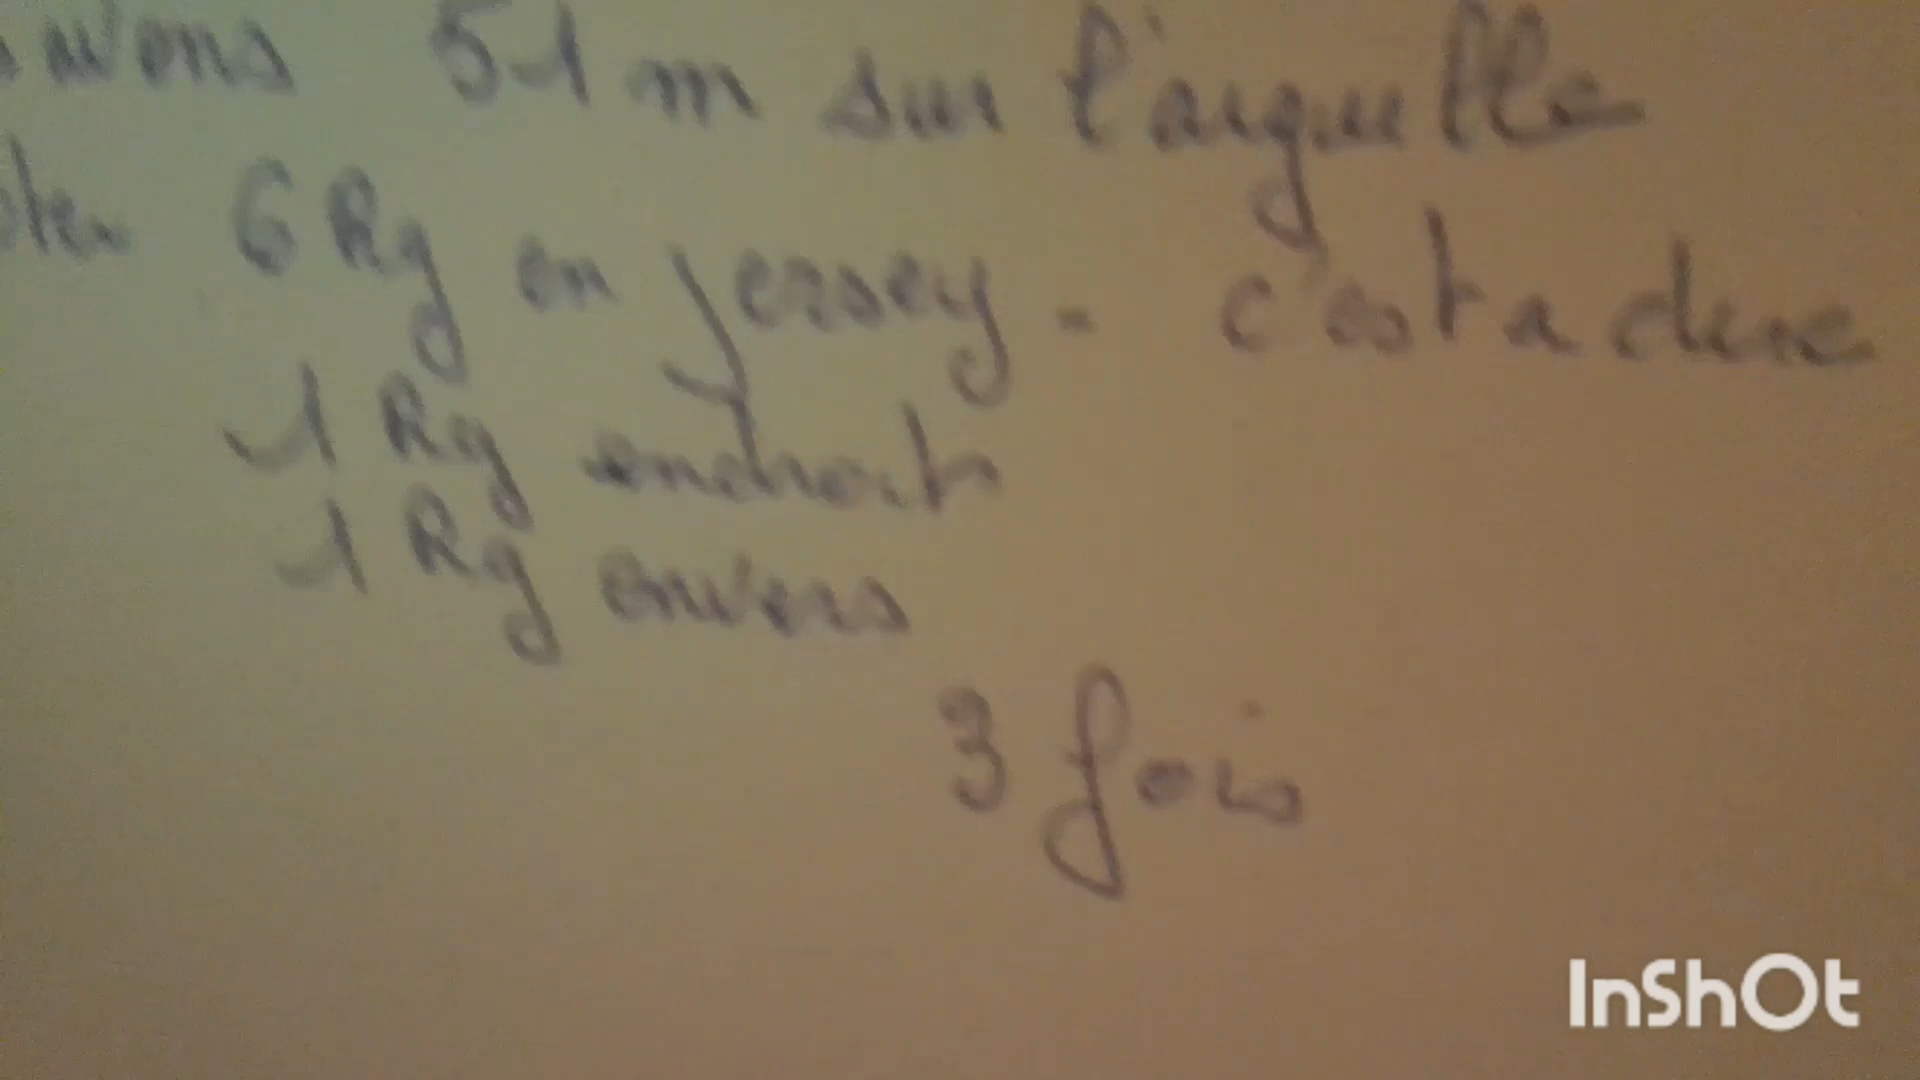 51 m sur l'aiguille
6 Rg en jersey - c'est a dire
1 Rg endroit
1 Rg envers
3 fois
InShOt